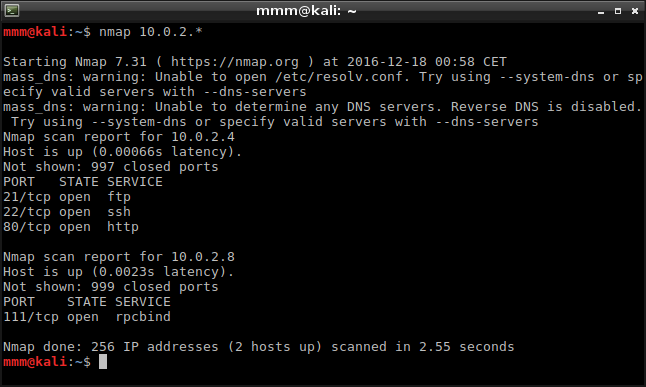 mmm@kali: ~
mmm@kali:~$ nmap 10.0.2.*
Starting Nmap 7.31 ( https://nmap.org ) at 2016-12-18 00:58 CET
mass_dns: warning: Unable to open /etc/resolv.conf. Try using --system-dns or sp
ecify valid servers with --dns-servers
mass_dns: warning: Unable to determine any DNS servers. Reverse DNS is disabled.
 Try using --system-dns or specify valid servers with --dns-servers
Nmap scan report for 10.0.2.4
Host is up (0.00066s latency).
Not shown: 997 closed ports
PORT   STATE SERVICE
21/tcp open  ftp
22/tcp open  ssh
80/tcp open  http
Nmap scan report for 10.0.2.8
Host is up (0.0023s latency).
Not shown: 999 closed ports
PORT    STATE SERVICE
111/tcp open  rpcbind
Nmap done: 256 IP addresses (2 hosts up) scanned in 2.55 seconds
mmm@kali:~$